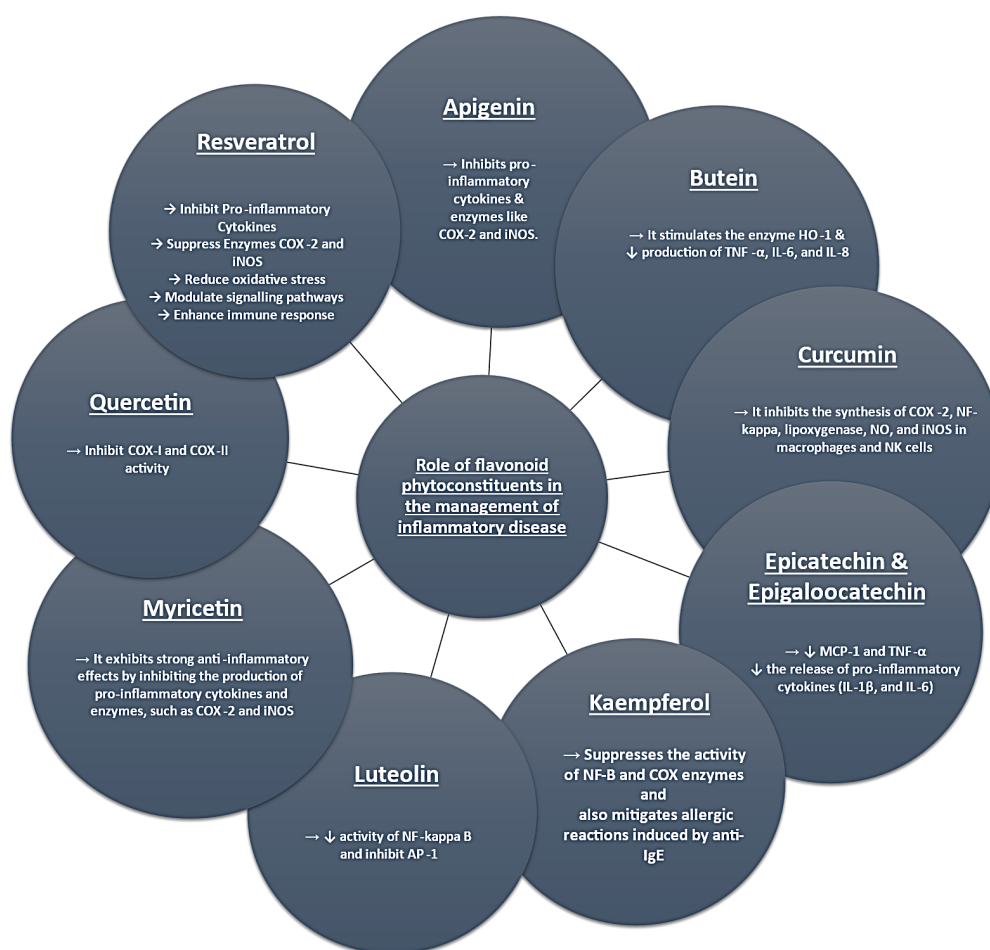 Apigenin
→ Inhibits pro-
inflammatory
cytokines &
enzymes like
COX-2 and iNOS.
Butein
→ It stimulates the enzyme HO-1 &
↓ production of TNF-α, IL-6, and IL-8
Curcumin
→ It inhibits the synthesis of COX-2, NF-
kappa, lipoxygenase, NO, and iNOS in
macrophages and NK cells
Epicatechin &
Epigaloocatechin
→ ↓ MCP-1 and TNF-α
↓ the release of pro-inflammatory
cytokines (IL-1β, and IL-6)
Kaempferol
→ Suppresses the activity
of NF-B and COX enzymes
and
also mitigates allergic
reactions induced by anti-
IgE
Luteolin
→ ↓ activity of NF-kappa B
and inhibit AP-1
Myricetin
→ It exhibits strong anti-inflammatory
effects by inhibiting the production of
pro-inflammatory cytokines and
enzymes, such as COX-2 and iNOS
Quercetin
→ Inhibit COX-I and COX-II
activity
Resveratrol
→ Inhibit Pro-inflammatory
Cytokines
→ Suppress Enzymes COX-2 and
iNOS
→ Reduce oxidative stress
→ Modulate signalling pathways
→ Enhance immune response
Role of flavonoid
phytoconstituents in
the management of
inflammatory disease